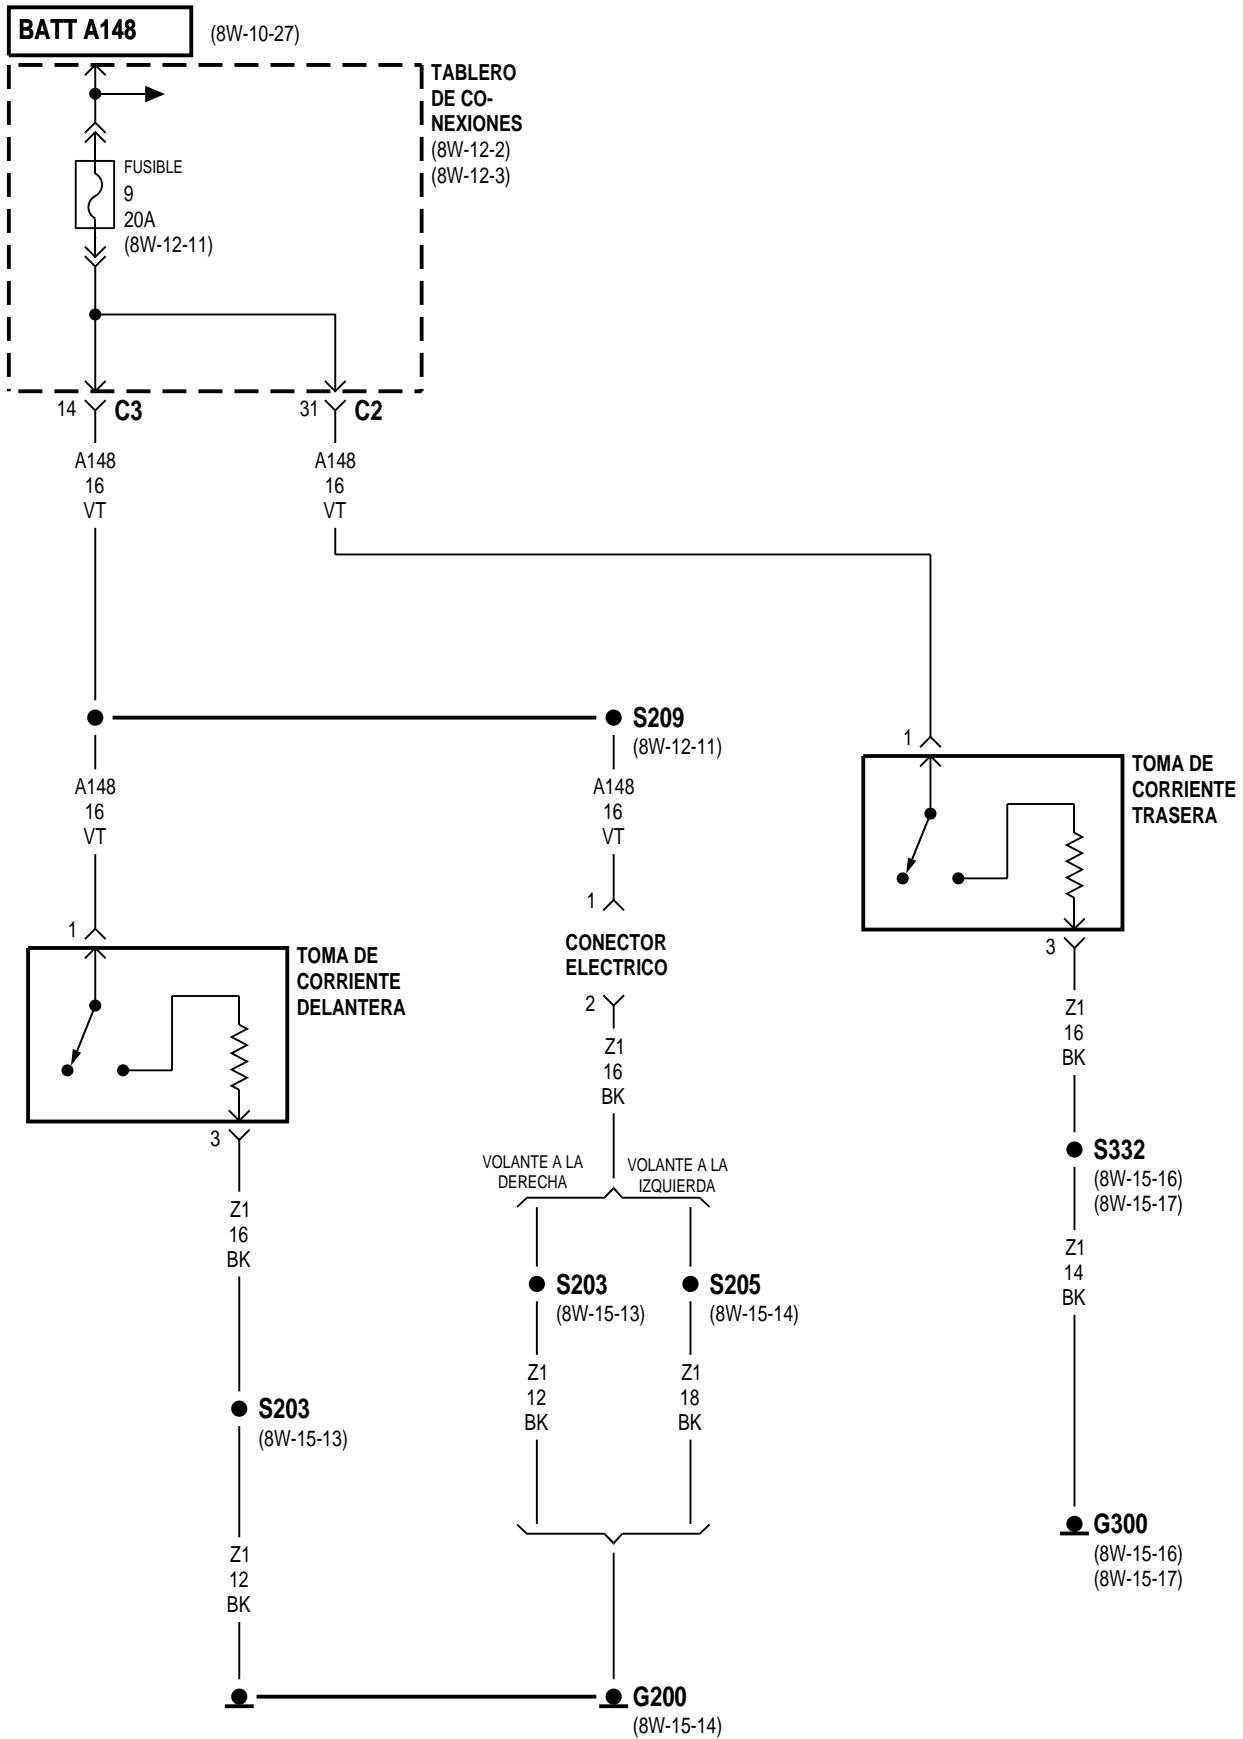 BATT A148
(8W-10-27)
TABLERO
DE CO-
NEXIONES
(8W-12-2)
(8W-12-3)
FUSIBLE
9
20A
(8W-12-11)
14 C3
31 C2
A148
16
VT
A148
16
VT
S209
(8W-12-11)
A148
16
VT
A148
16
VT
1
TOMA DE
CORRIENTE
TRASERA
1
TOMA DE
CORRIENTE
DELANTERA
1
CONECTOR
ELECTRICO
2
3
Z1
16
BK
Z1
16
BK
3
VOLANTE A LA
DERECHA
VOLANTE A LA
IZQUIERDA
S332
(8W-15-16)
(8W-15-17)
Z1
16
BK
Z1
14
BK
S203
(8W-15-13)
S205
(8W-15-14)
Z1
12
BK
Z1
18
BK
S203
(8W-15-13)
G300
(8W-15-16)
(8W-15-17)
Z1
12
BK
G200
(8W-15-14)